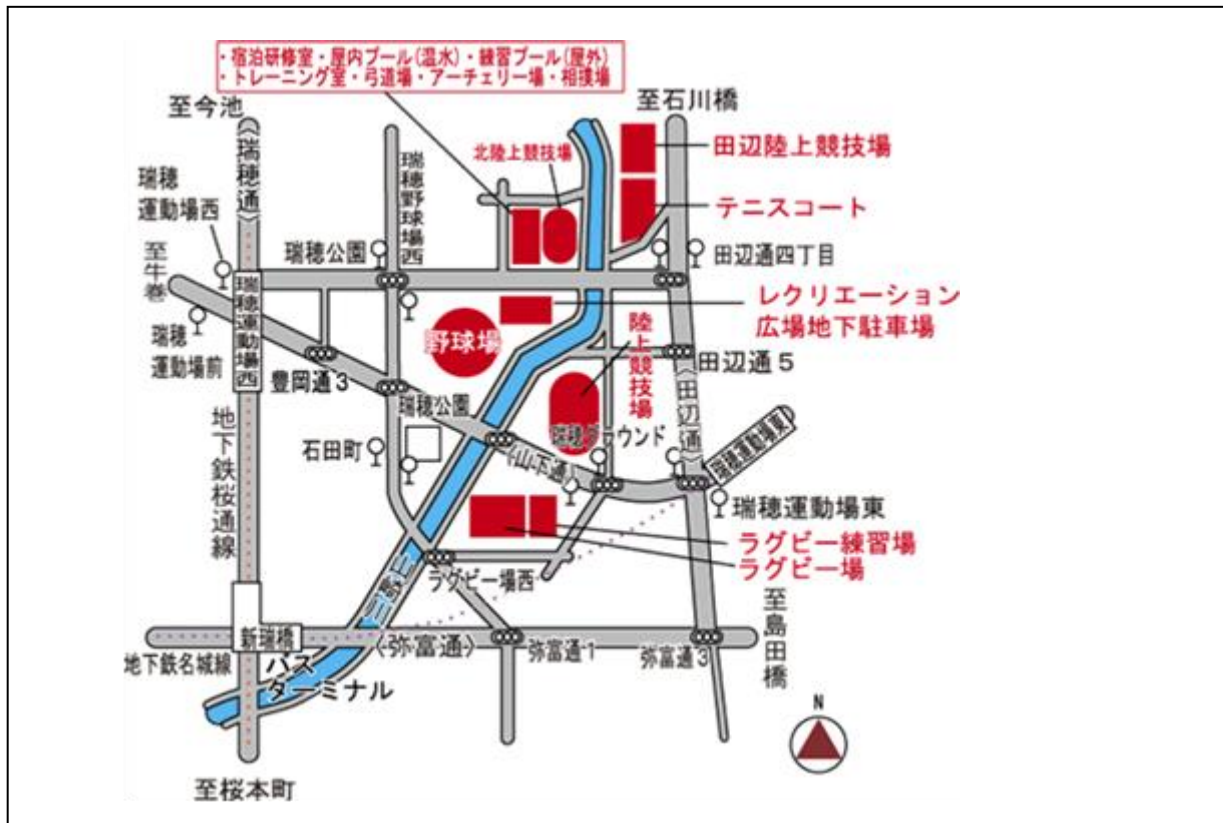 ・宿泊研修室・屋内プール(温水)・練習プール(屋外)
・トレーニング室・弓道場・アーチェリー場・相撲場
至今池
至石川橋
〈瑞穂通〉
瑞穂野球場西
北陸上競技場
田辺陸上競技場
瑞穂
運動場西
テニスコート
至牛巻
瑞穂公園
田辺通四丁目
瑞穂運動場西
レクリエーション
広場地下駐車場
野球場
陸上競技場
瑞穂
運動場前
豊岡通3
田辺通5
瑞穂公園
〈田辺通〉
石田町
瑞穂グラウンド
〈山下通〉
瑞穂運動場東
地下鉄桜通線
瑞穂運動場東
ラグビー練習場
ラグビー場
ラグビー場西
至島田橋
新瑞橋
〈弥富通〉
弥富通1
弥富通3
地下鉄名城線
バス
ターミナル
N
至桜本町